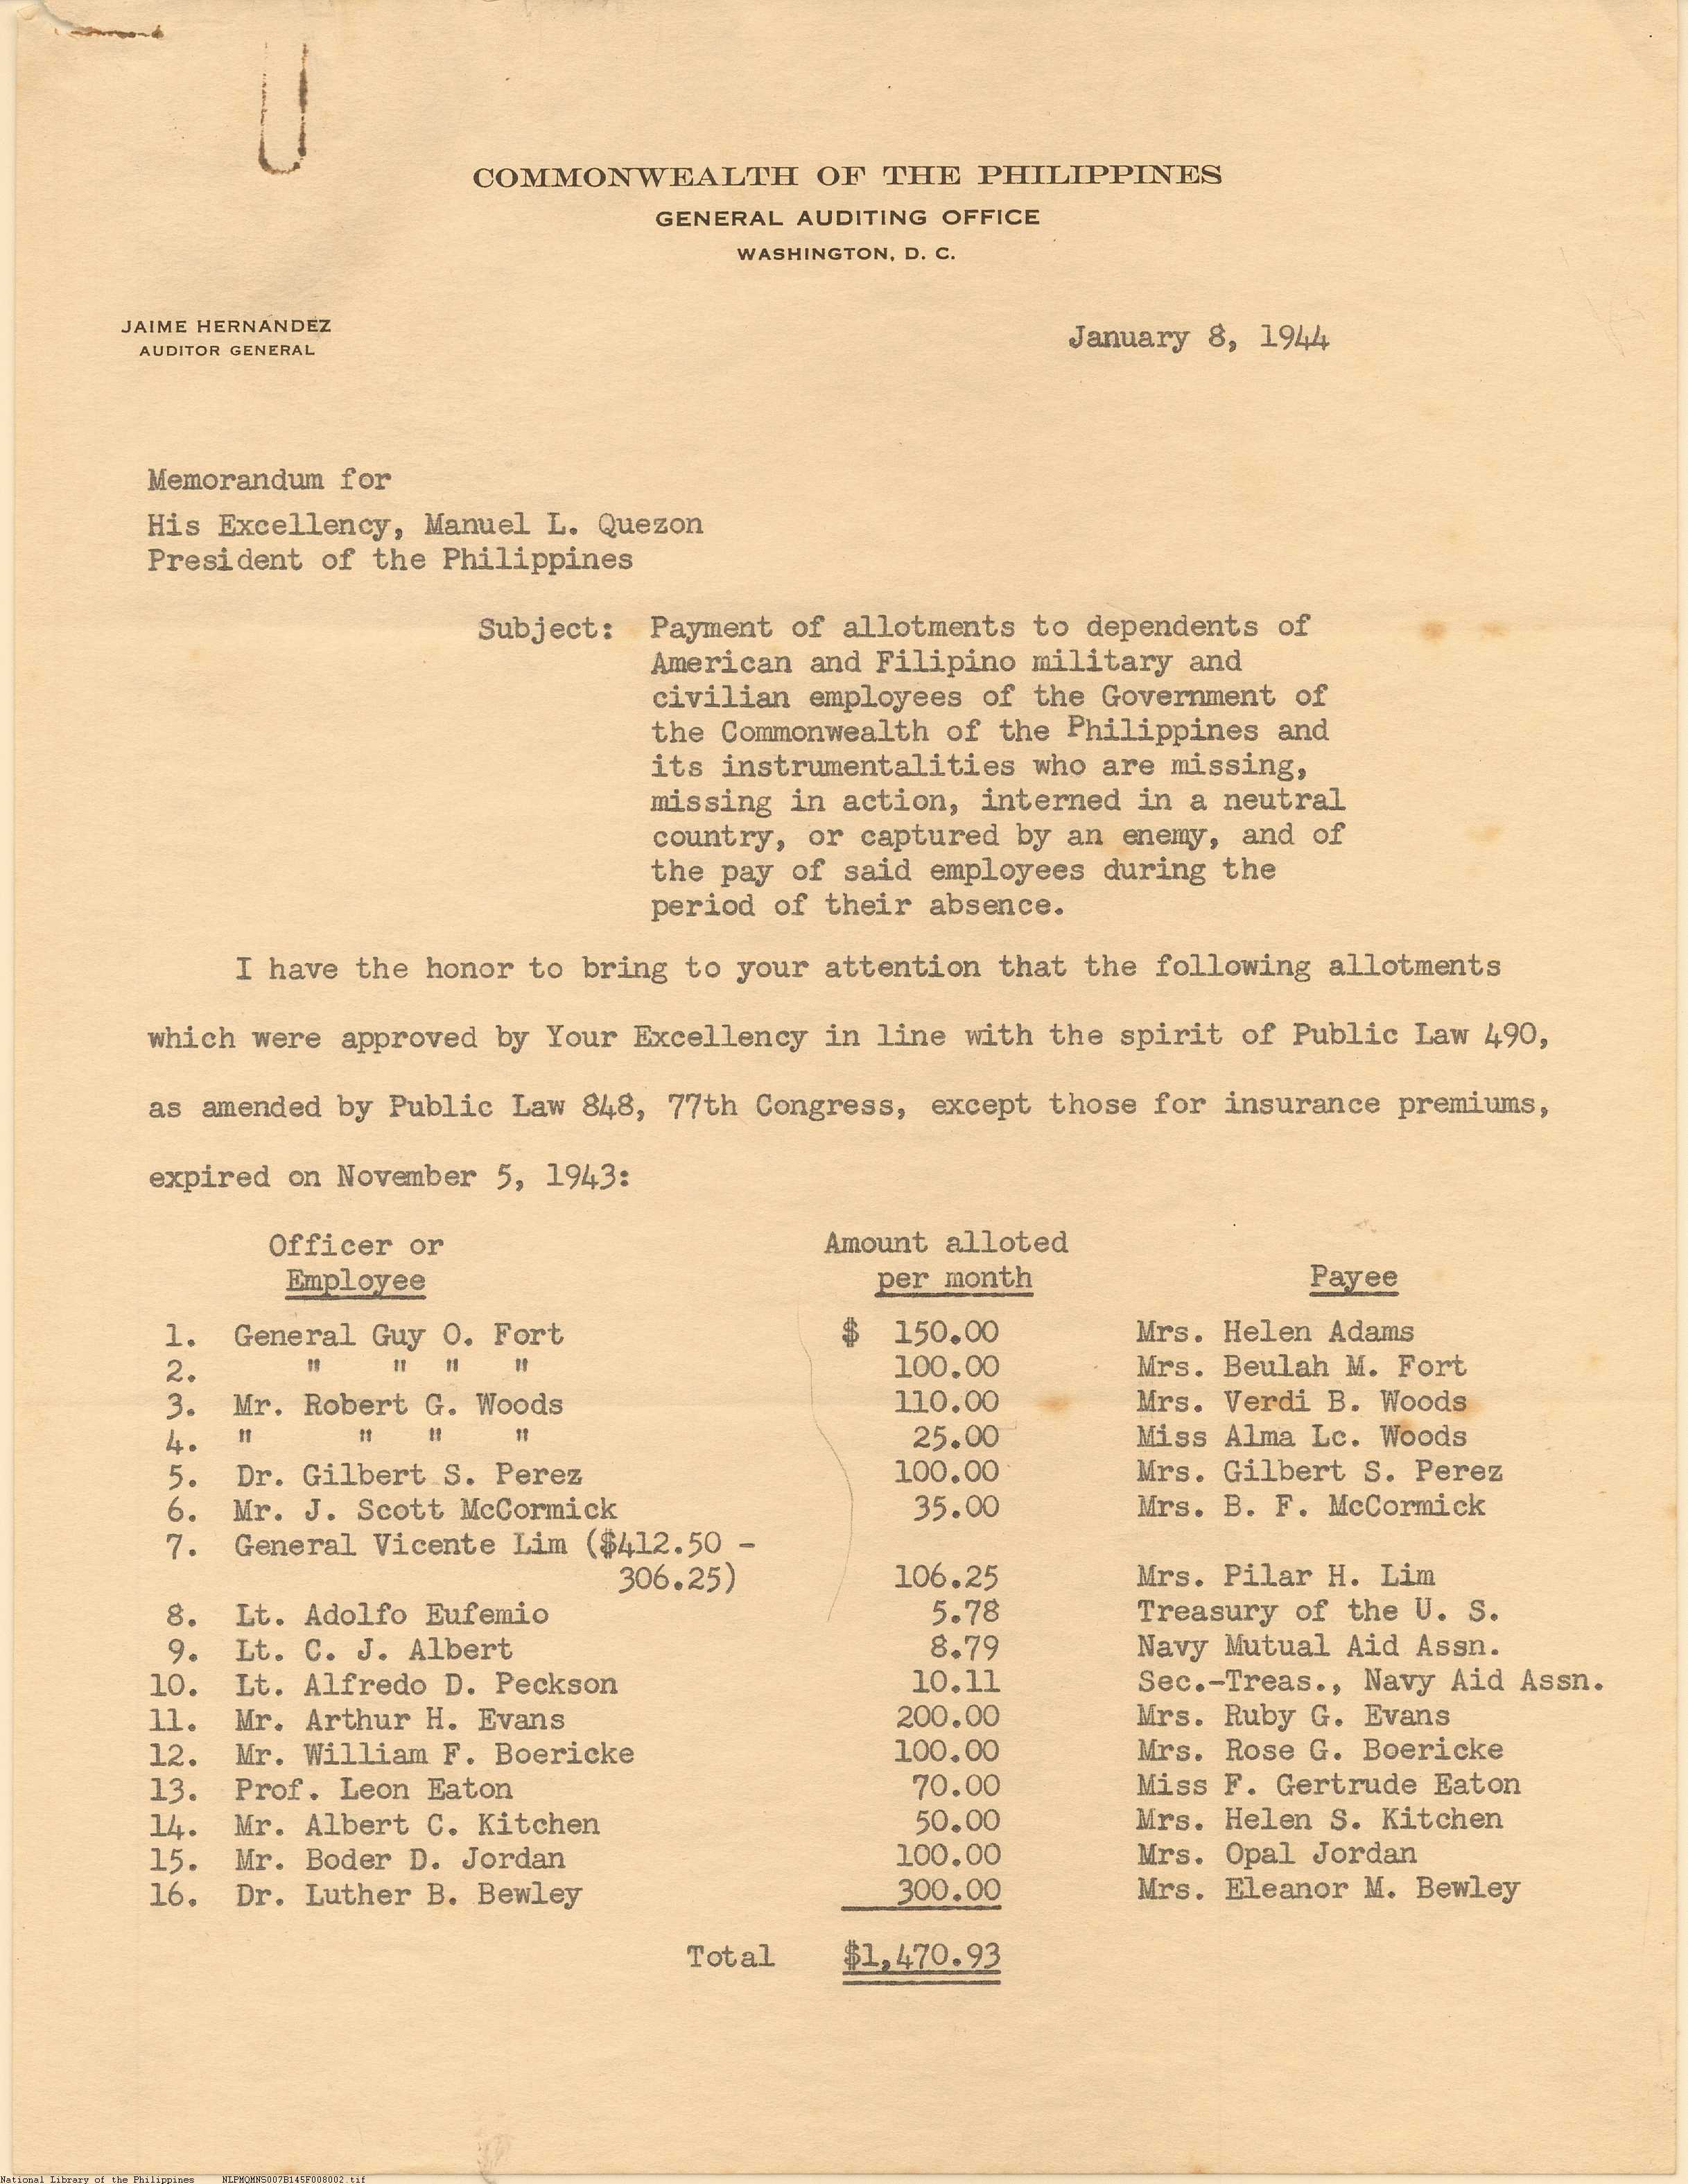 COMMONWEALTH OF THE PHILIPPINES
GENERAL AUDITING OFFICE
WASHINGTON, D. C.
JAIME HERNANDEZ
AUDITOR GENERAL
January 8, 1944
Memorandum for
His Excellency, Manuel L. Quezon
President of the Philippines
Subject: Payment of allotments to dependents of
American and Filipino military and
civilian employees of the Government of
the Commonwealth of the Philippines and
its instrumentalities who are missing,
missing in action, interned in a neutral
country, or captured by an enemy, and of
the pay of said employees during the
period of their absence.
I have the honor to bring to your attention that the following allotments
which were approved by Your Excellency in line with the spirit of Public Law 490,
as amended by Public Law 848, 77th Congress, except those for insurance premiums,
expired on November 5, 1943:
Officer or Amount alloted
Employee per month Payee
1. General Guy O. Fort $ 150.00 Mrs. Helen Adams
2. " " " " 100.00 Mrs. Beulah M. Fort
3. Mr. Robert G. Woods 110.00 Mrs. Verdi B. Woods
4. " " " " 25.00 Miss Alma Lc. Woods
5. Dr. Gilbert S. Perez 100.00 Mrs. Gilbert S. Perez
6. Mr. J. Scott McCormick 35.00 Mrs. B. F. McCormick
7. General Vicente Lim ($412.50 -
306.25) 106.25 Mrs. Pilar H. Lim
8. Lt. Adolfo Eufemio 5.78 Treasury of the U. S.
9. Lt. C. J. Albert 8.79 Navy Mutual Aid Assn.
10. Lt. Alfredo D. Peckson 10.11 Sec.-Treas., Navy Aid Assn.
11. Mr. Arthur H. Evans 200.00 Mrs. Ruby G. Evans
12. Mr. William F. Boericke 100.00 Mrs. Rose G. Boericke
13. Prof. Leon Eaton 70.00 Miss F. Gertrude Eaton
14. Mr. Albert C. Kitchen 50.00 Mrs. Helen S. Kitchen
15. Mr. Boder D. Jordan 100.00 Mrs. Opal Jordan
16. Dr. Luther B. Bewley 300.00 Mrs. Eleanor M. Bewley
Total $1,470.93
National Library of the Philippines NLPMQMNS007B145F008002.tif